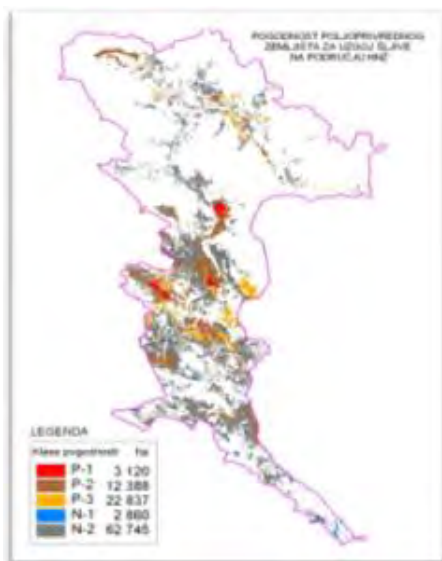 POGODNOST POLJOPRIVREDNOG
ZEMLJIŠTA ZA UZGOJ ŠLJIVE
NA PODRUČJU HNŽ
LEGENDA
Klase pogodnosti ha
P-1 3 120
P-2 12 388
P-3 22 837
N-1 2 860
N-2 62 745